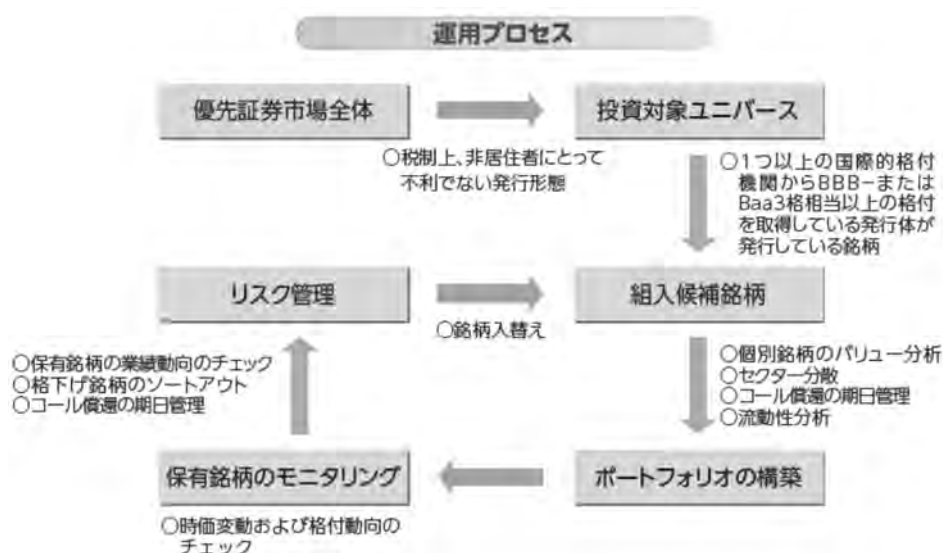 運用プロセス
優先証券市場全体
投資対象ユニバース
○税制上、非居住者にとって
不利でない発行形態
○1つ以上の国際的格付
機関からBBB−または
Baa3格相当以上の格付
を取得している発行体が
発行している銘柄
リスク管理
組入候補銘柄
○銘柄入替え
○保有銘柄の業績動向のチェック
○格下げ銘柄のソートアウト
○コール償還の期日管理
○個別銘柄のバリュー分析
○セクター分散
○コール償還の期日管理
○流動性分析
保有銘柄のモニタリング
ポートフォリオの構築
○時価変動および格付動向の
チェック